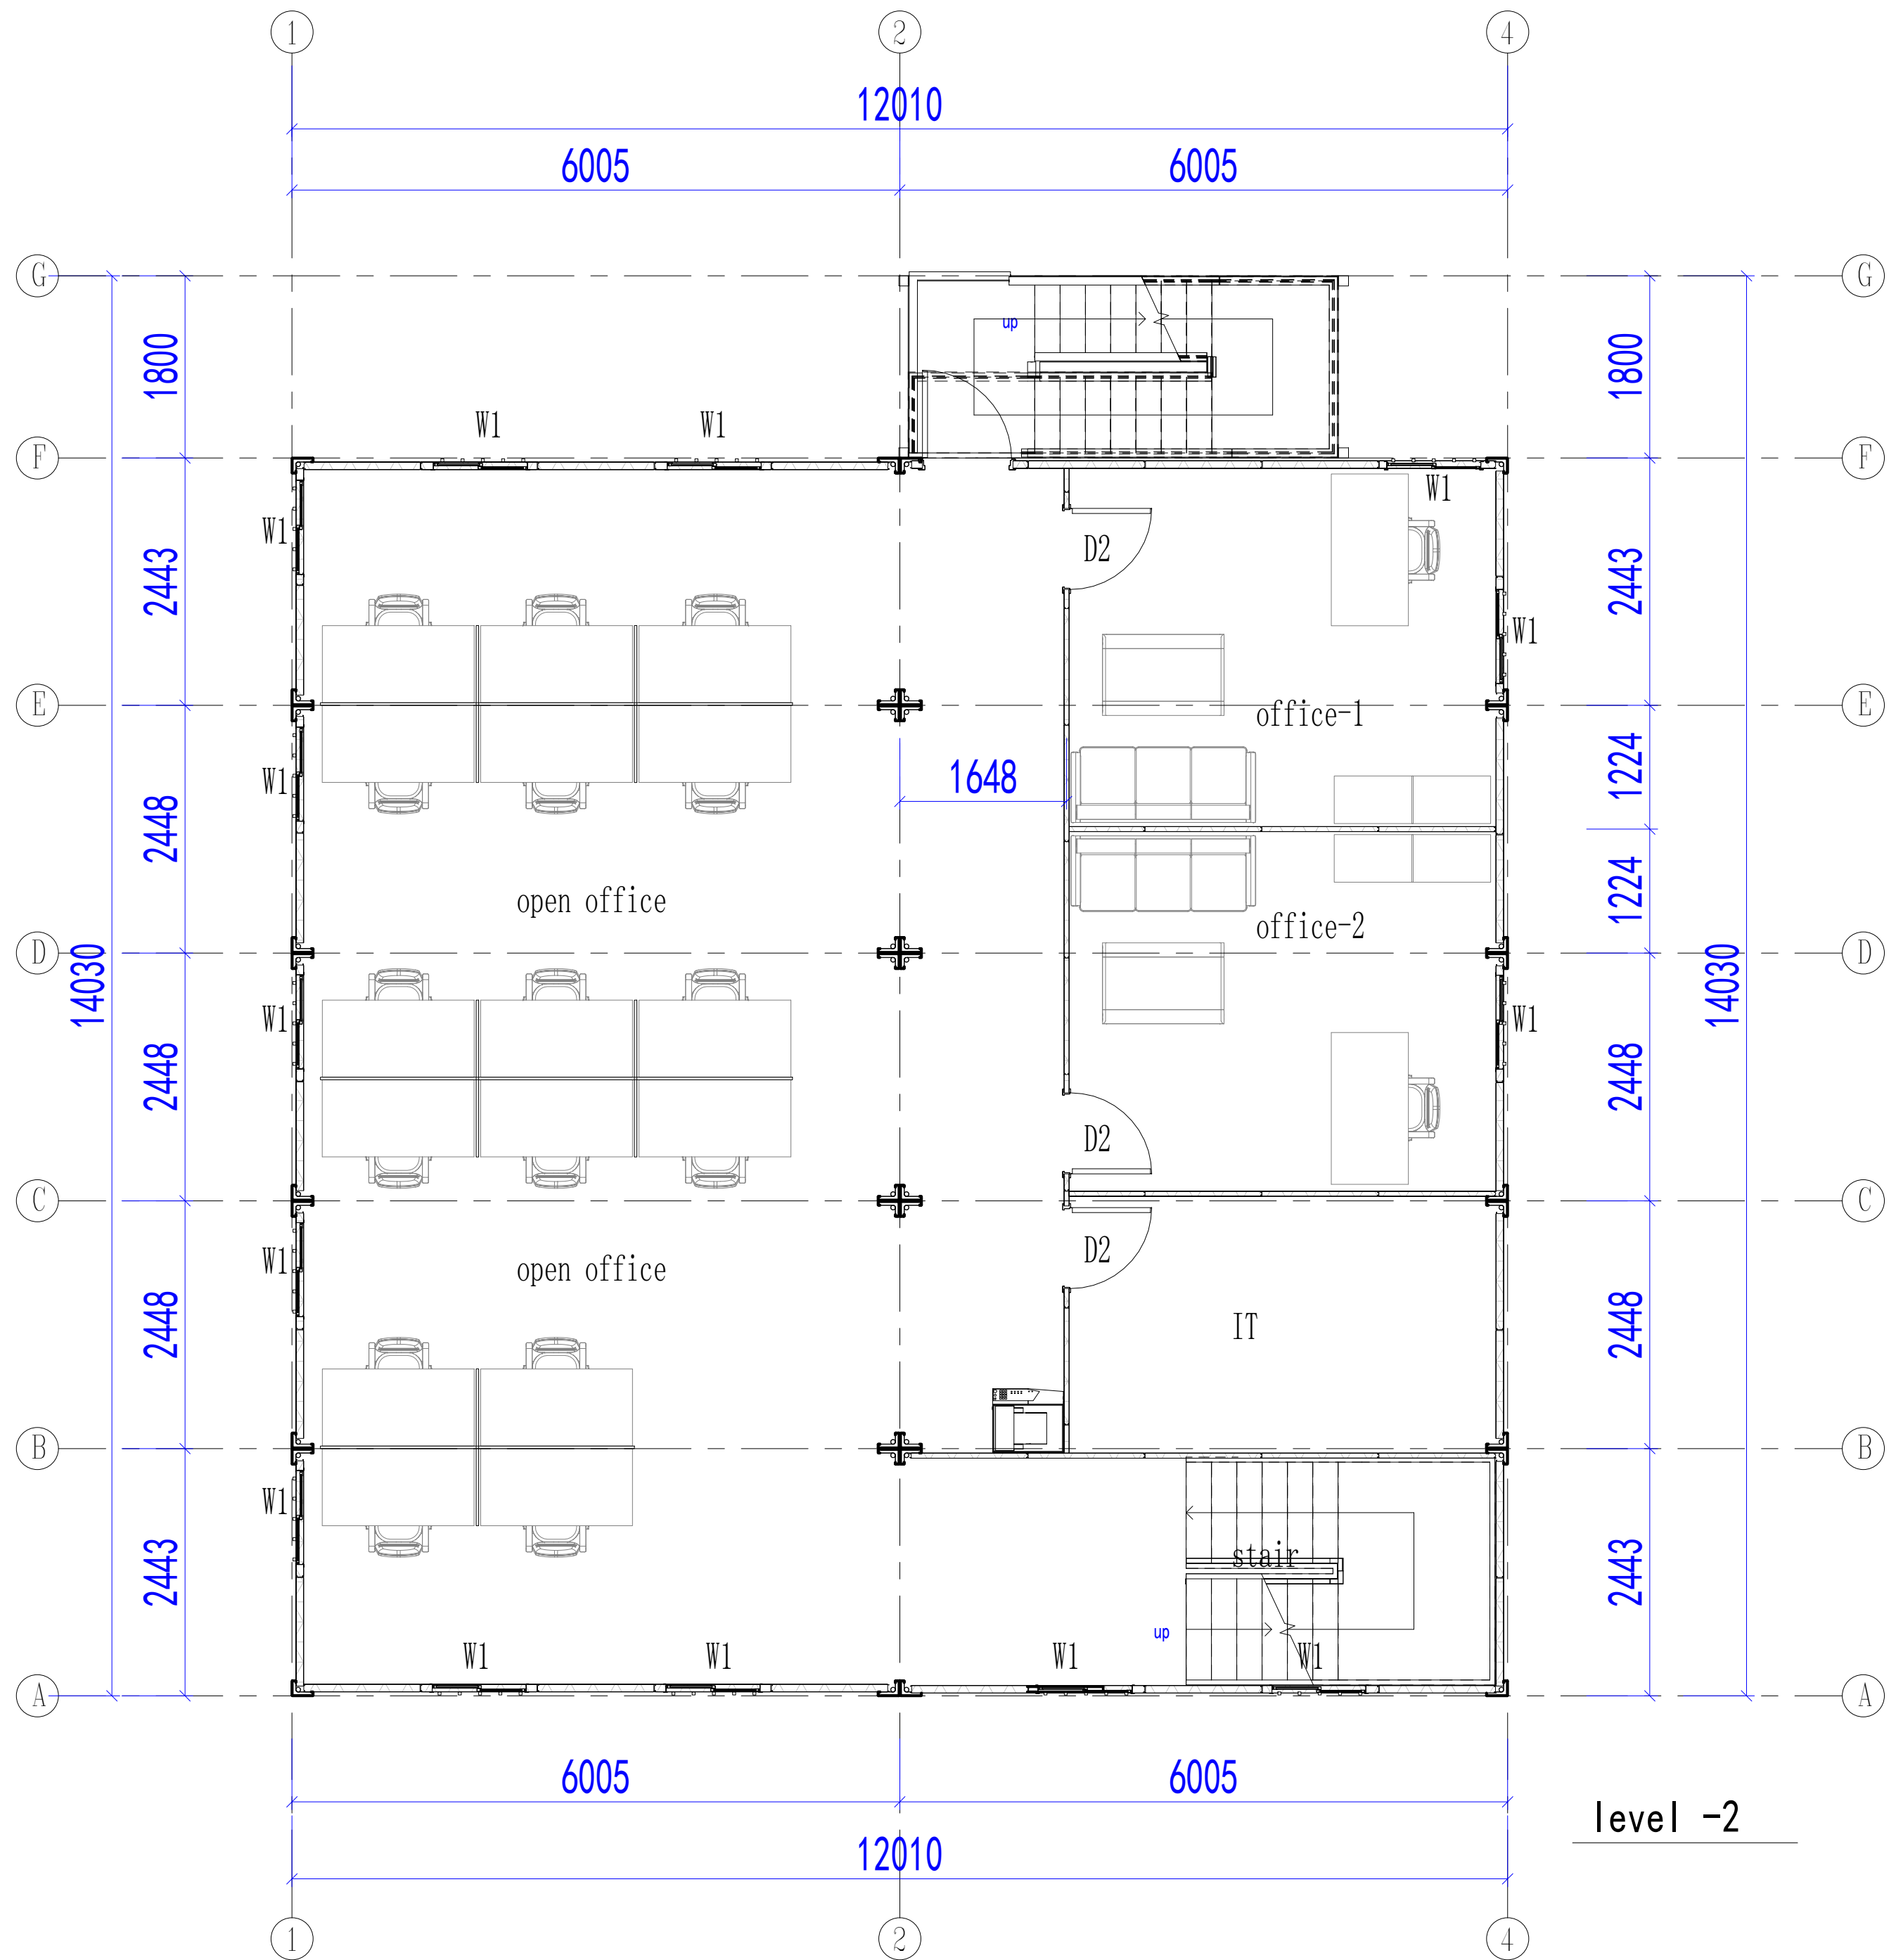 1 2 4
12010
6005 6005
G G
1800 up 1800
W1 W1
F F
W1
W1 D2
2443 2443
W1
E office-1 E
W1 1648 1224
2448
open office 1224
office-2
D D
14030 14030
W1 W1
2448 2448
D2
C C
D2
W1 open office
2448 IT 2448
B B
W1
stair
2443 2443
up
W1 W1 W1 W1
A A
6005 6005
level -2
12010
1 2 4